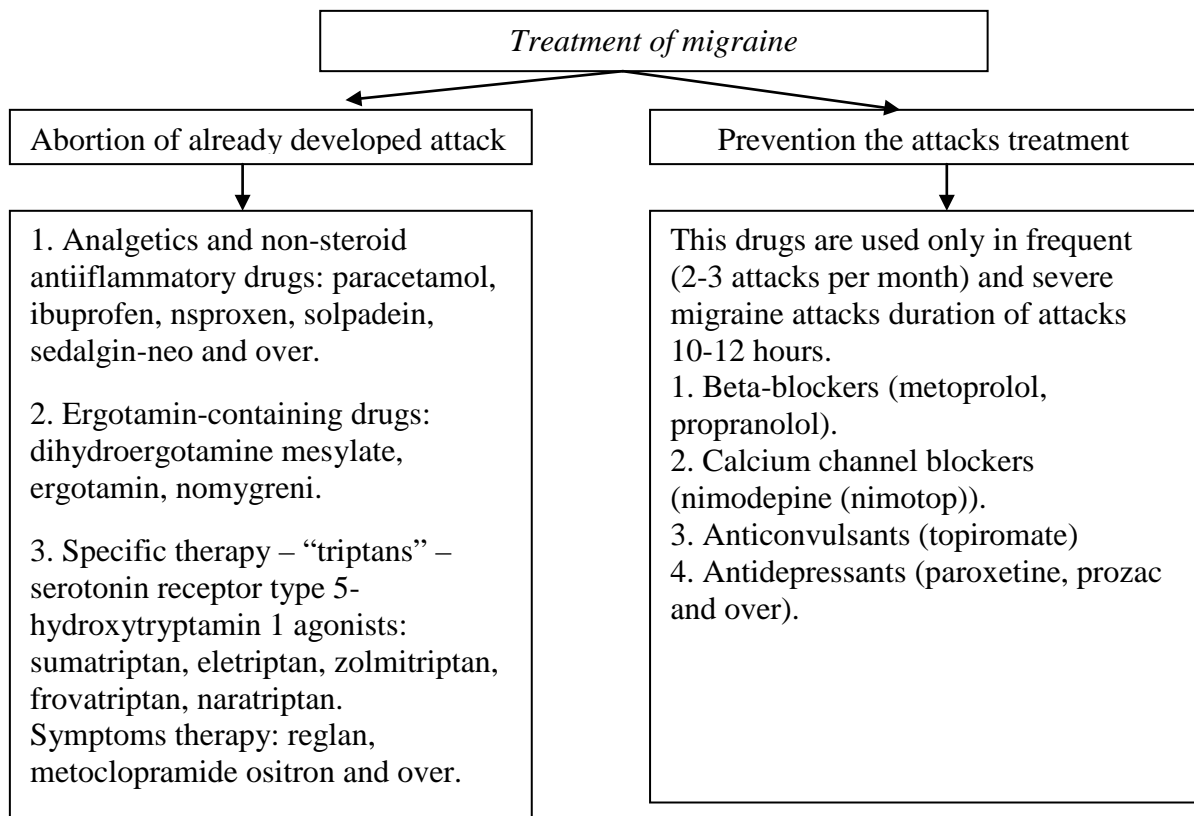 Treatment of migraine
Abortion of already developed attack
1. Analgetics and non-steroid
antiiflammatory drugs: paracetamol,
ibuprofen, nsproxen, solpadein,
sedalgin-neo and over.
2. Ergotamin-containing drugs:
dihydroergotamine mesylate,
ergotamin, nomygreni.
3. Specific therapy – “triptans” –
serotonin receptor type 5-
hydroxytryptamin 1 agonists:
sumatriptan, eletriptan, zolmitriptan,
frovatriptan, naratriptan.
Symptoms therapy: reglan,
metoclopramide ositron and over.
Prevention the attacks treatment
This drugs are used only in frequent
(2-3 attacks per month) and severe
migraine attacks duration of attacks
10-12 hours.
1. Beta-blockers (metoprolol,
propranolol).
2. Calcium channel blockers
(nimodepine (nimotop)).
3. Anticonvulsants (topiromate)
4. Antidepressants (paroxetine, prozac
and over).